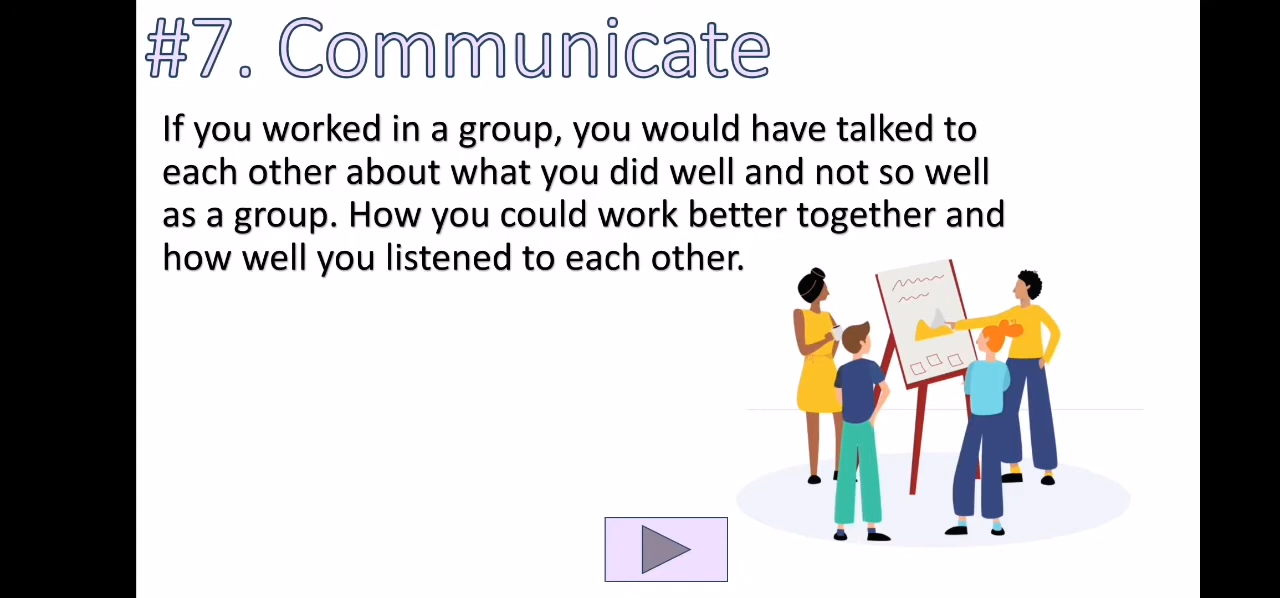 #7. Communicate
If you worked in a group, you would have talked to
each other about what you did well and not so well
as a group. How you could work better together and
how well you listened to each other.